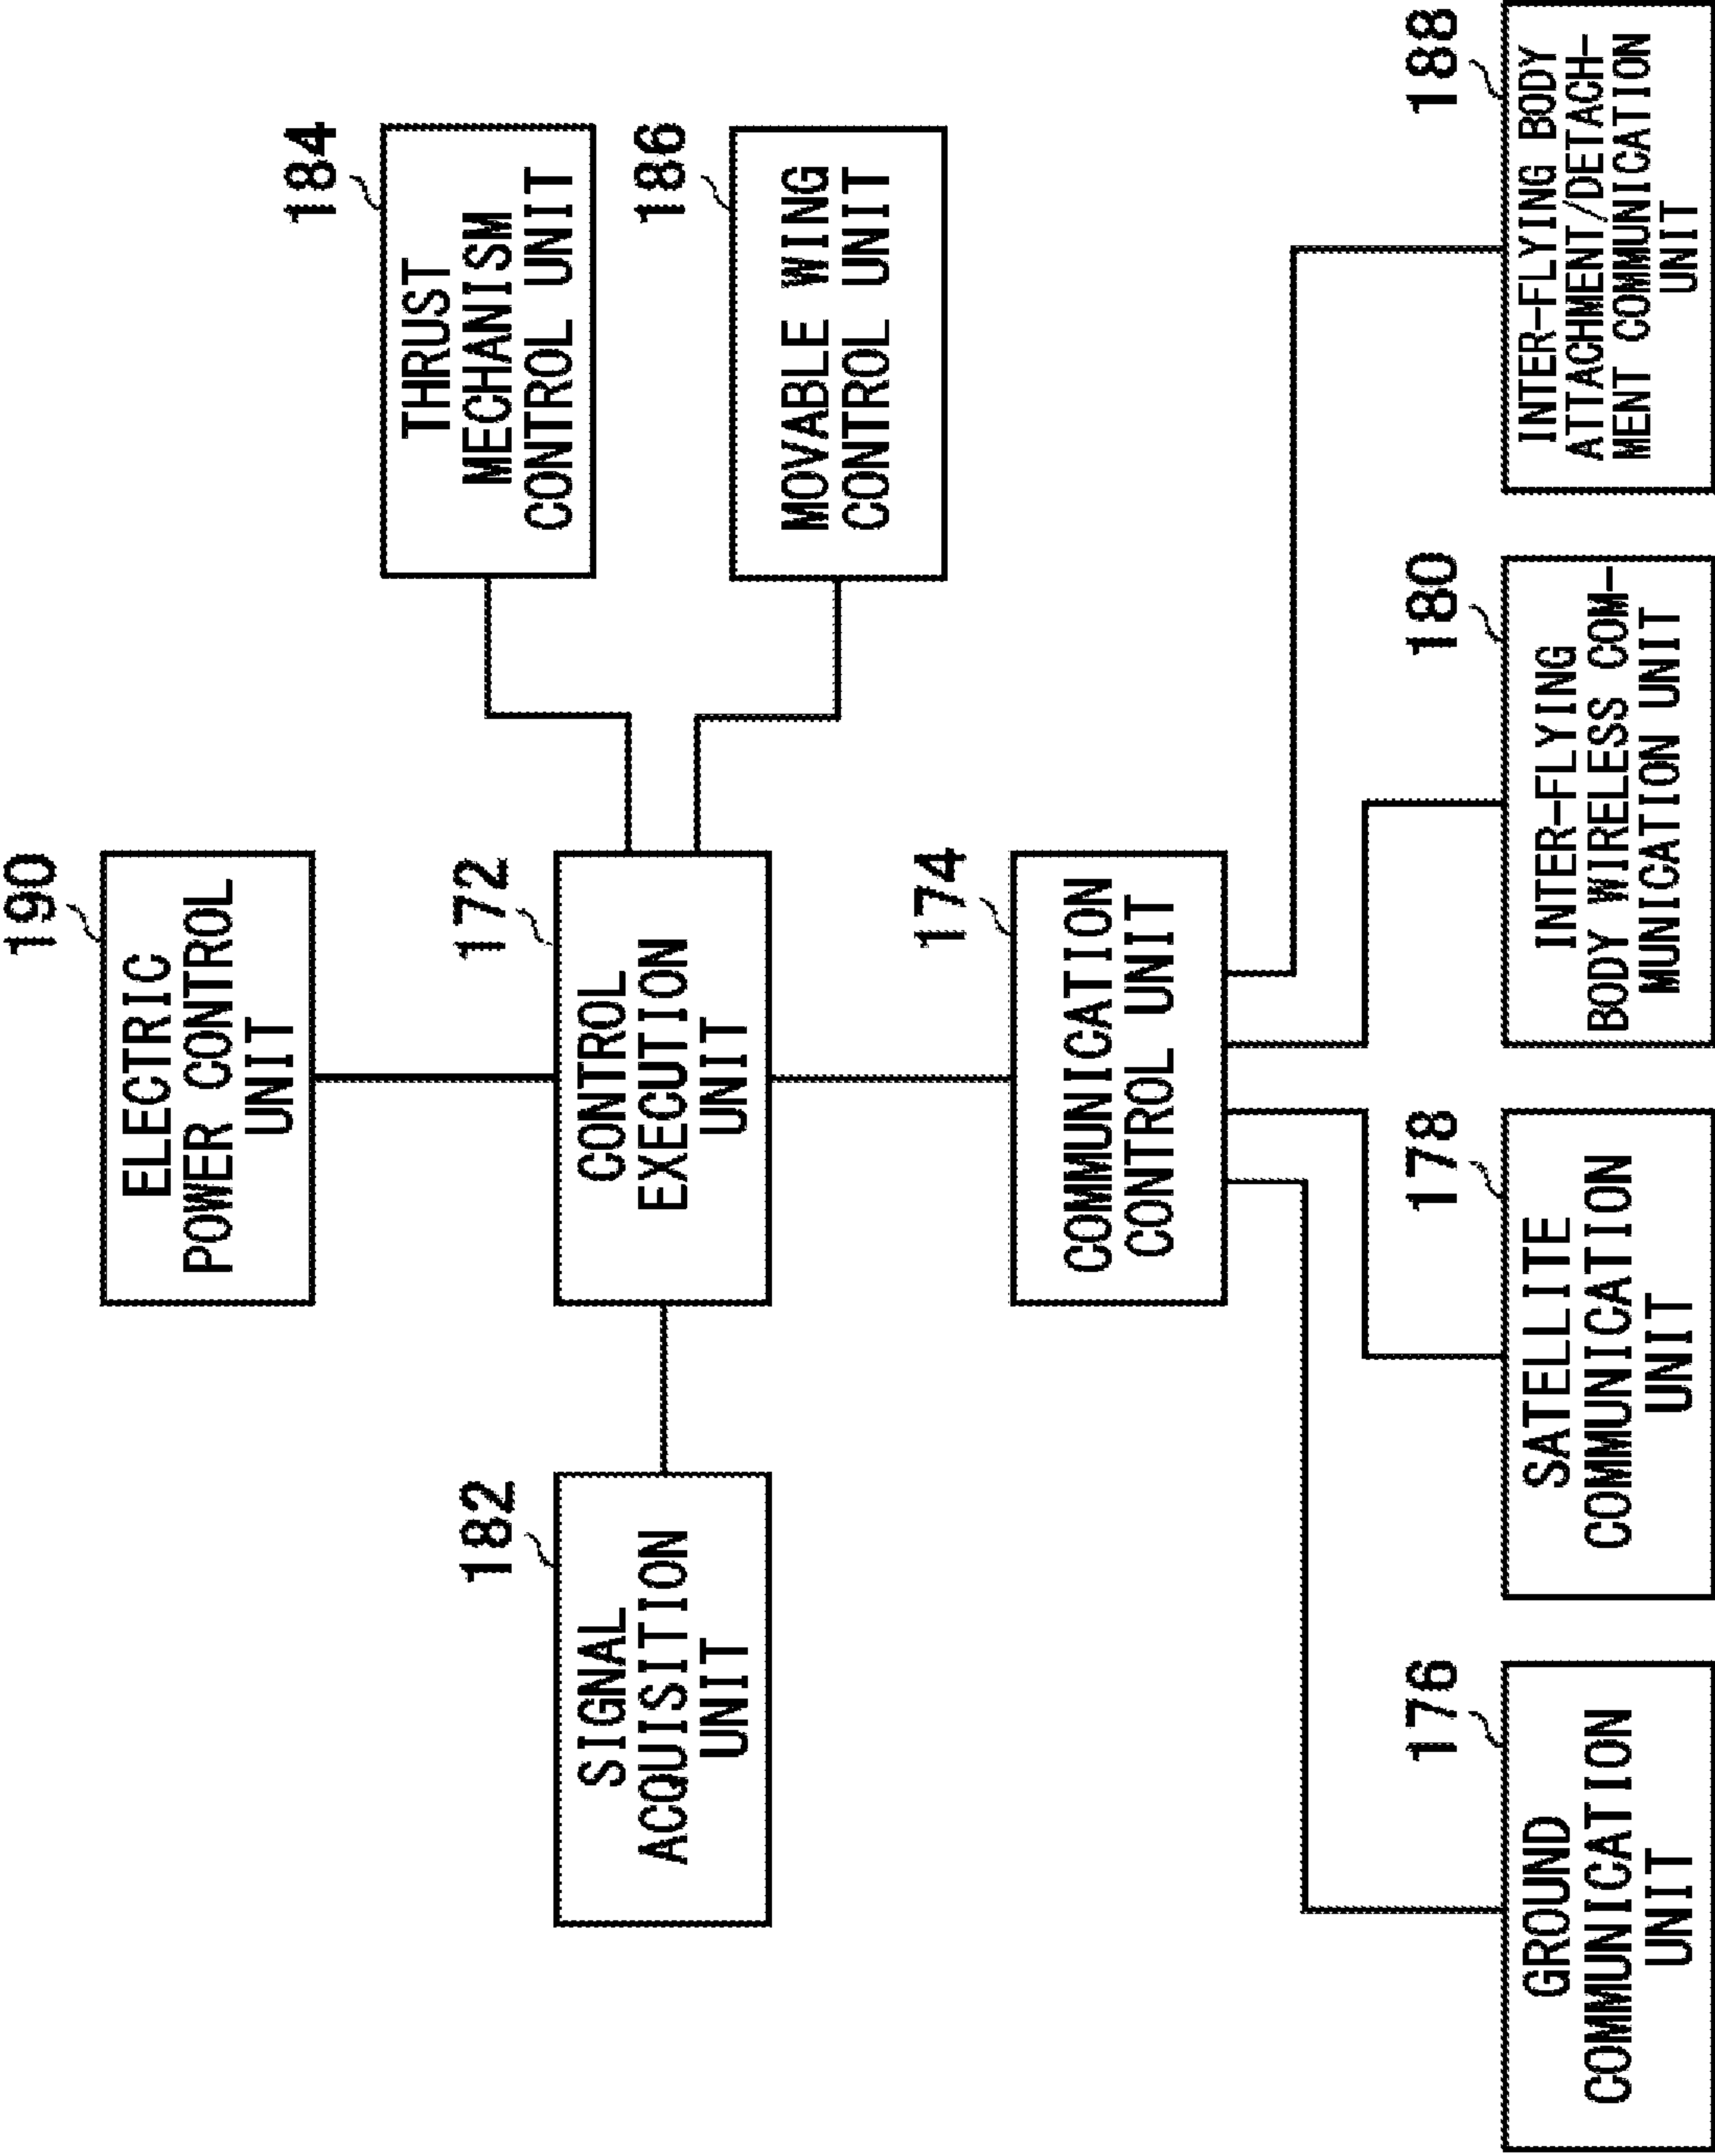 190
ELECTRIC
POWER CONTROL
UNIT
184
THRUST
MECHANISM
CONTROL UNIT
182
SIGNAL
ACQUISITION
UNIT
172
CONTROL
EXECUTION
UNIT
186
MOVABLE WING
CONTROL UNIT
174
COMMUNICATION
CONTROL UNIT
176
GROUND
COMMUNICATION
UNIT
178
SATELLITE
COMMUNICATION
UNIT
180
INTER-FLYING
BODY WIRELESS COM-
MUNICATION UNIT
188
INTER-FLYING BODY
ATTACHMENT/DETACH-
MENT COMMUNICATION
UNIT